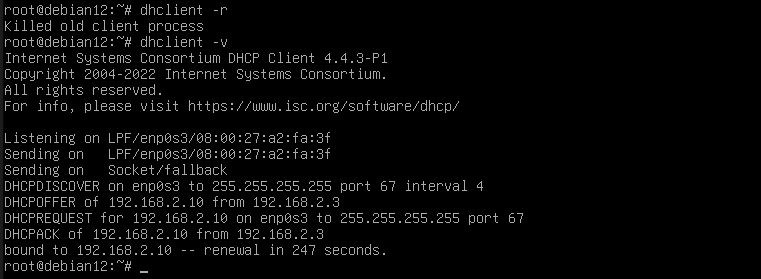 root@debian12:~# dhclient -r
Killed old client process
root@debian12:~# dhclient -v
Internet Systems Consortium DHCP Client 4.4.3-P1
Copyright 2004-2022 Internet Systems Consortium.
All rights reserved.
For info, please visit https://www.isc.org/software/dhcp/

Listening on LPF/enp0s3/08:00:27:a2:fa:3f
Sending on   LPF/enp0s3/08:00:27:a2:fa:3f
Sending on   Socket/fallback
DHCPDISCOVER on enp0s3 to 255.255.255.255 port 67 interval 4
DHCPOFFER of 192.168.2.10 from 192.168.2.3
DHCPREQUEST for 192.168.2.10 on enp0s3 to 255.255.255.255 port 67
DHCPACK of 192.168.2.10 from 192.168.2.3
bound to 192.168.2.10 -- renewal in 247 seconds.
root@debian12:~# _